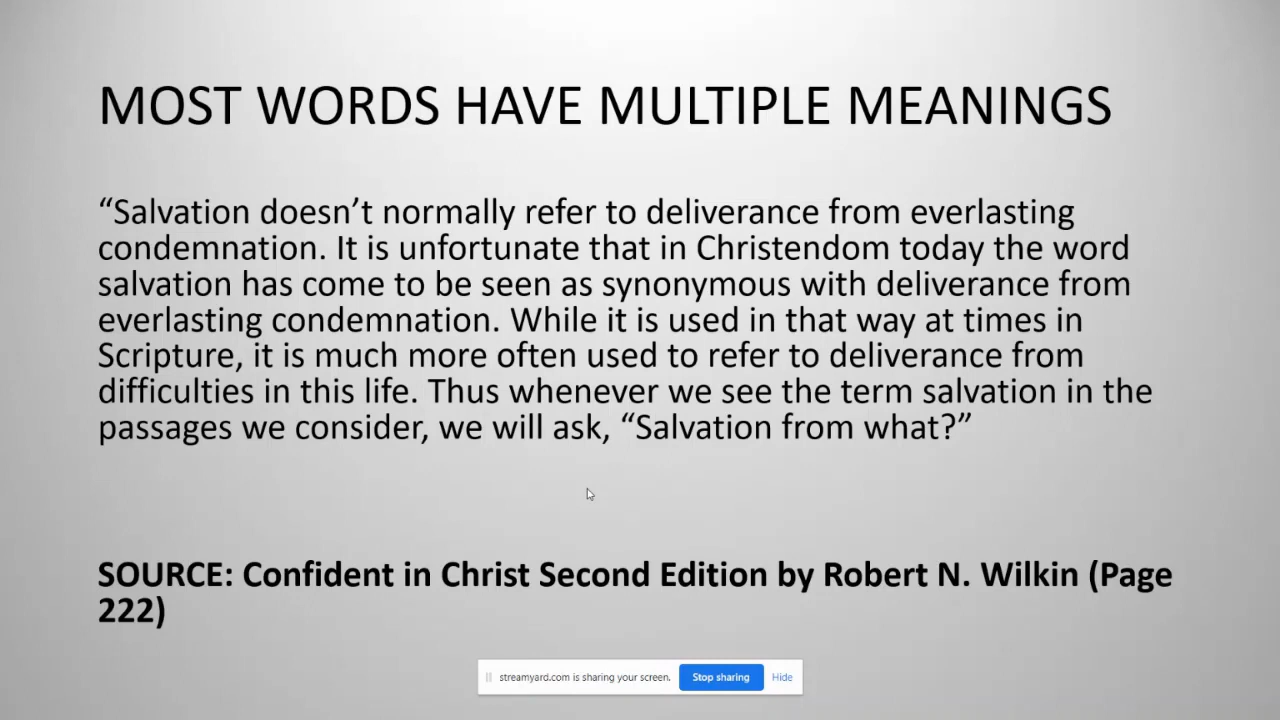 MOST WORDS HAVE MULTIPLE MEANINGS
“Salvation doesn’t normally refer to deliverance from everlasting
condemnation. It is unfortunate that in Christendom today the word
salvation has come to be seen as synonymous with deliverance from
everlasting condemnation. While it is used in that way at times in
Scripture, it is much more often used to refer to deliverance from
difficulties in this life. Thus whenever we see the term salvation in the
passages we consider, we will ask, “Salvation from what?”
SOURCE: Confident in Christ Second Edition by Robert N. Wilkin (Page
222)
streamyard.com is sharing your screen. Stop sharing Hide